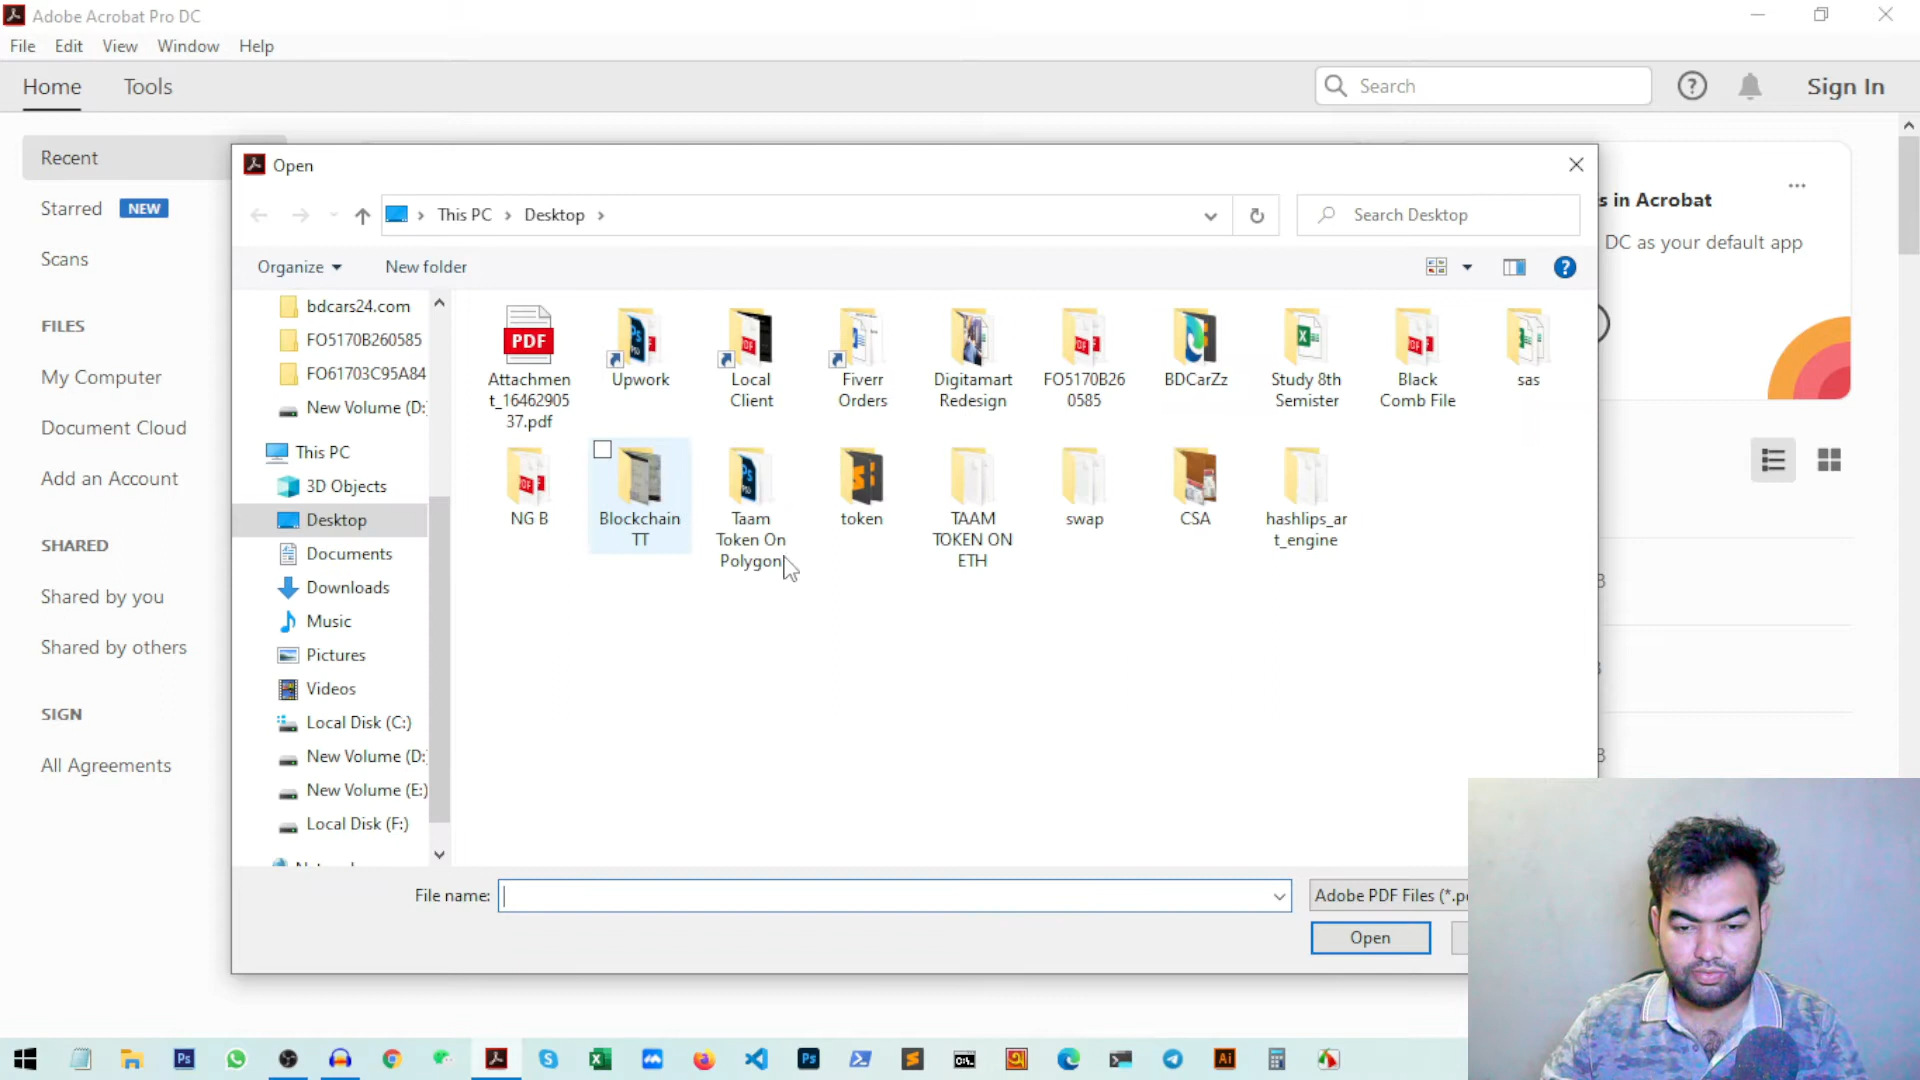 Adobe Acrobat Pro DC
File Edit View Window Help
Home Tools Search Sign In
Recent
Starred NEW
Scans
FILES
My Computer
Document Cloud
Add an Account
SHARED
Shared by you
Shared by others
SIGN
All Agreements
s in Acrobat
DC as your default app
Open
This PC Desktop
Search Desktop
Organize New folder
bdcars24.com
FO5170B260585
FO61703C95A84
New Volume (D:
This PC
3D Objects
Desktop
Documents
Downloads
Music
Pictures
Videos
Local Disk (C:)
New Volume (D:
New Volume (E:)
Local Disk (F:)
PDF
Attachmen
t_16462905
37.pdf
Upwork
Local
Client
Fiverr
Orders
Digitamart
Redesign
FO5170B26
0585
BDCarZz
Study 8th
Semister
Black
Comb File
sas
NG B
Blockchain
TT
Taam
Token On
Polygon
token
TAAM
TOKEN ON
ETH
swap
CSA
hashlips_ar
t_engine
File name:
Adobe PDF Files (*.p
Open